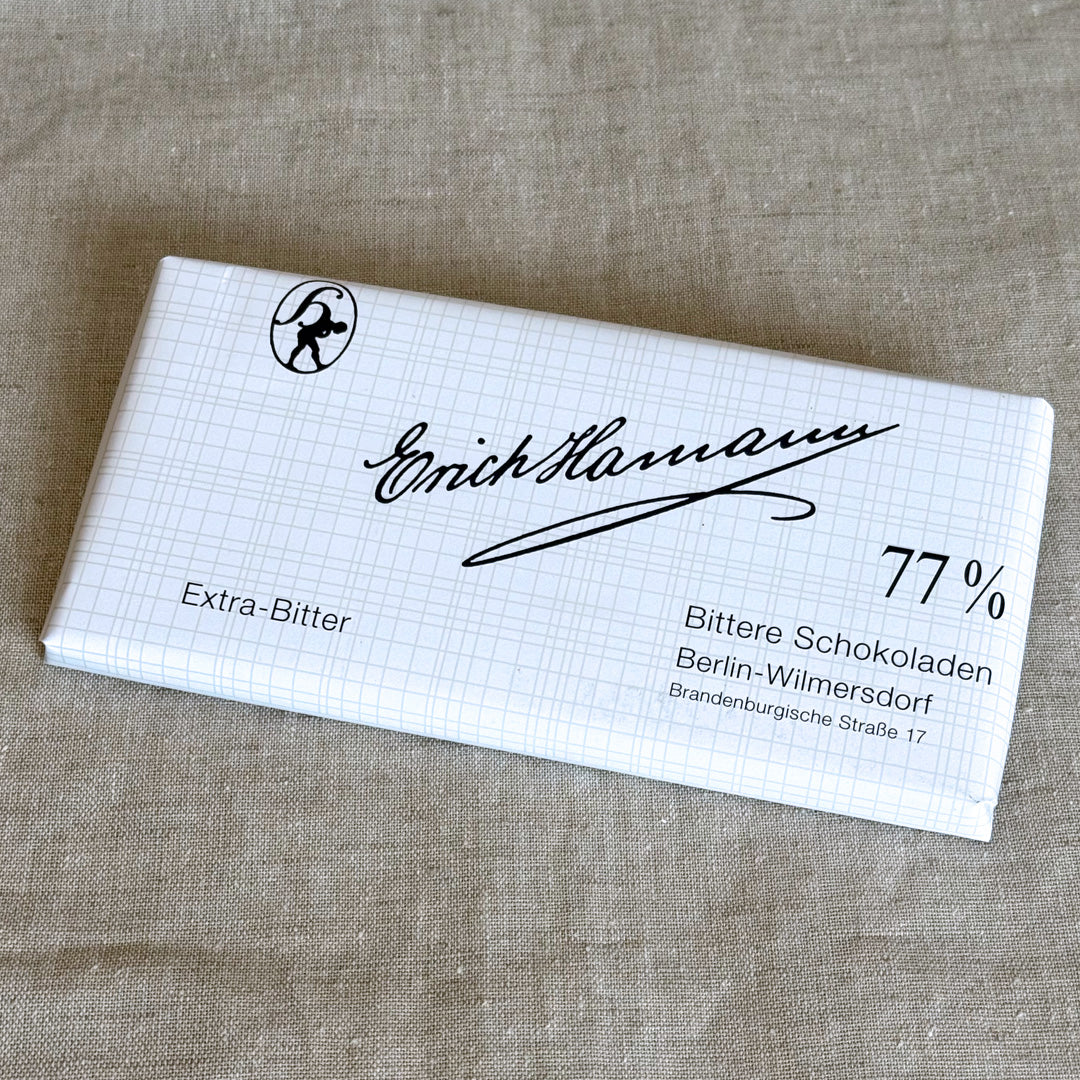 Erich Hamann
77 %
Extra-Bitter
Bittere Schokoladen
Berlin-Wilmersdorf
Brandenburgische Straße 17